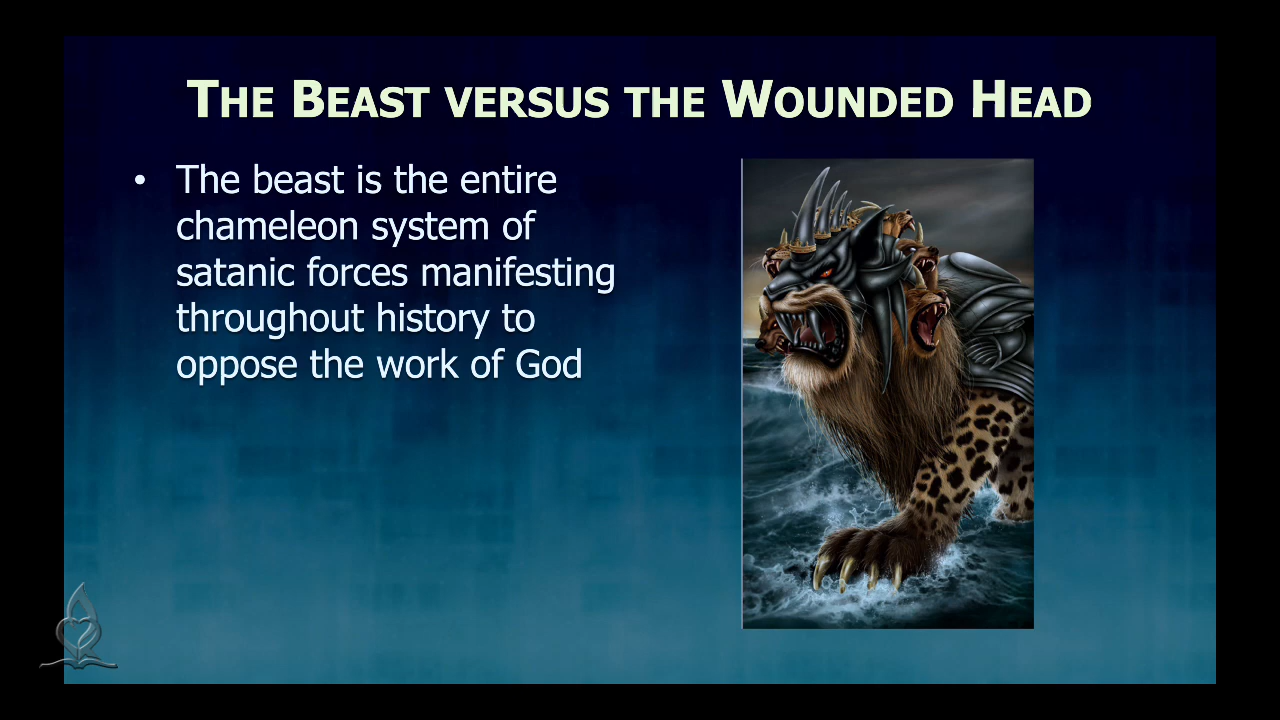 THE BEAST VERSUS THE WOUNDED HEAD
• The beast is the entire
chameleon system of
satanic forces manifesting
throughout history to
oppose the work of God